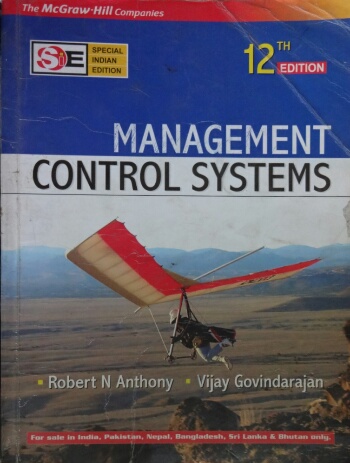 The McGraw·Hill Companies
SIE SPECIAL INDIAN EDITION
12TH EDITION
MANAGEMENT
CONTROL SYSTEMS
Robert N Anthony Vijay Govindarajan
For sale in India, Pakistan, Nepal, Bangladesh, Sri Lanka & Bhutan only.